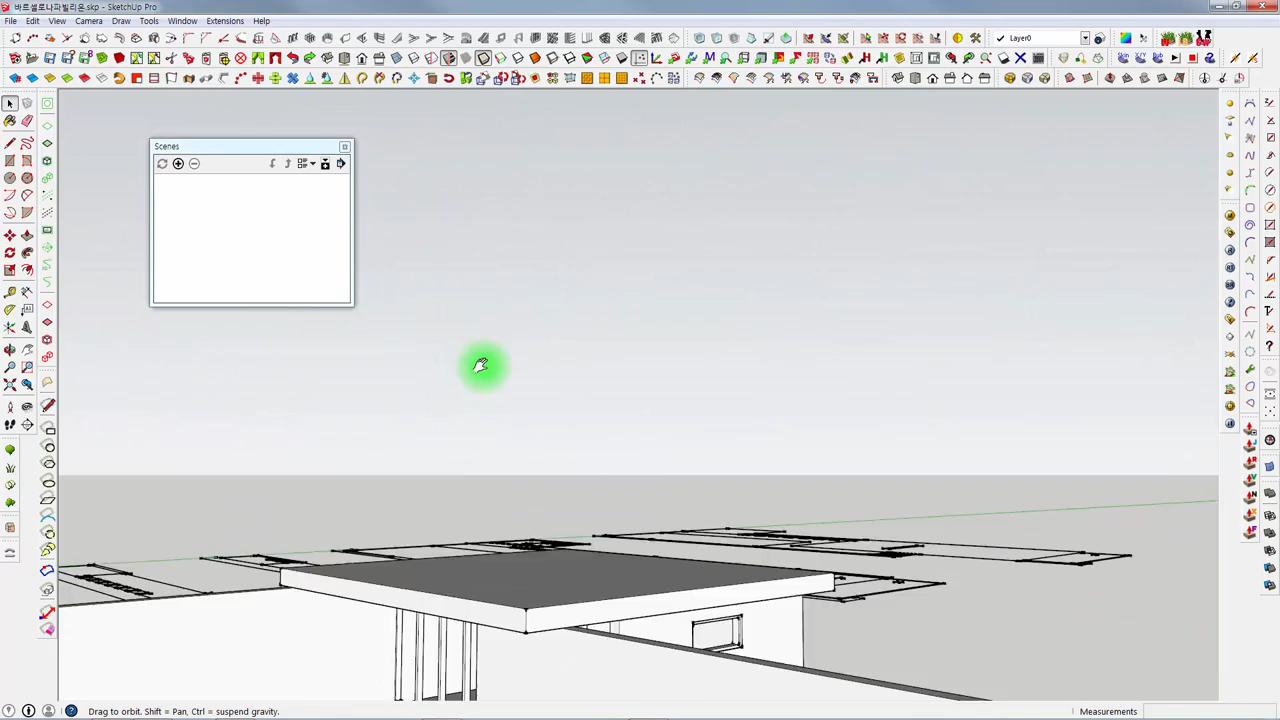 바르셀로나파빌리온.skp - SketchUp Pro
File Edit View Camera Draw Tools Window Extensions Help
Layer0
Scenes
Drag to orbit. Shift = Pan, Ctrl = suspend gravity.
Measurements